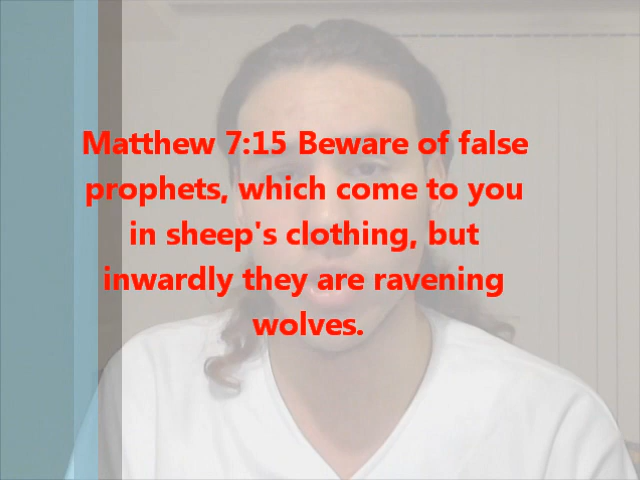 Matthew 7:15 Beware of false
prophets, which come to you
in sheep's clothing, but
inwardly they are ravening
wolves.